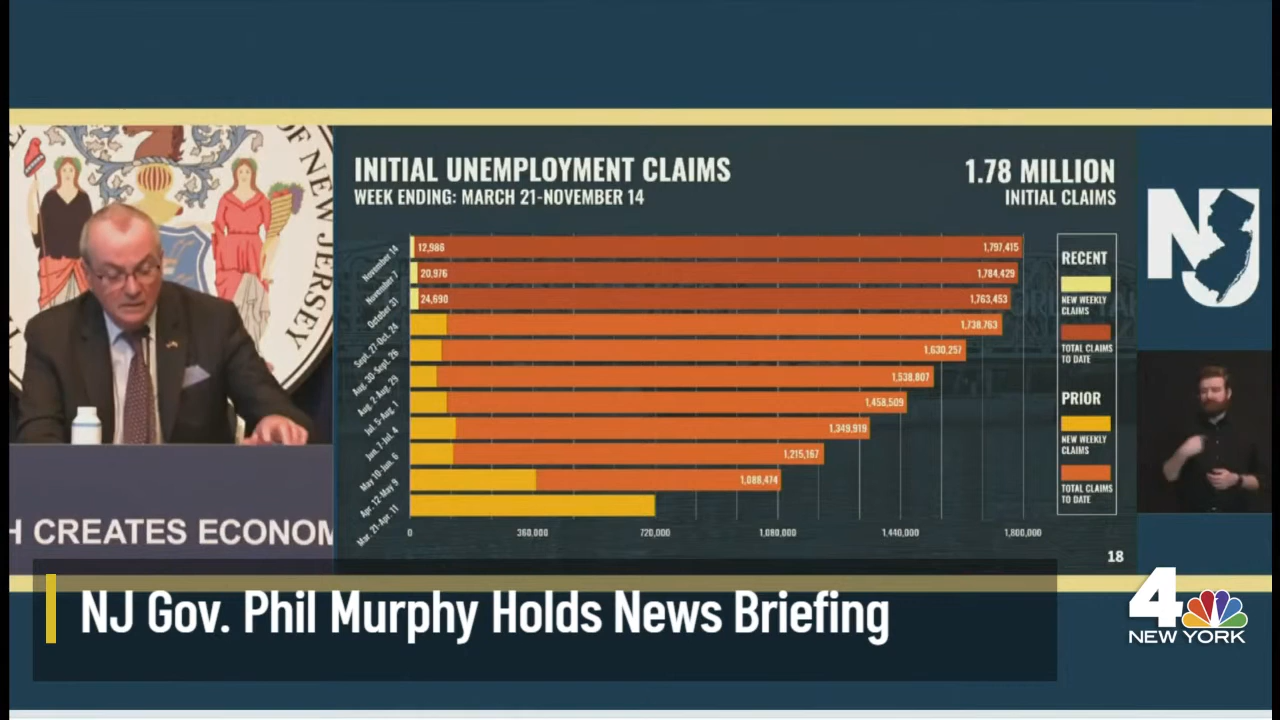 OF NEW JERSEY
INITIAL UNEMPLOYMENT CLAIMS
WEEK ENDING: MARCH 21-NOVEMBER 14
1.78 MILLION
INITIAL CLAIMS
November 14
12,986
1,797,415
November 7
20,976
1,784,429
October 31
24,690
1,763,453
Sept. 27-Oct. 24
1,738,763
Aug. 30-Sept. 26
1,630,257
Aug. 2-Aug. 29
1,538,807
Jul. 5-Aug. 1
1,458,509
Jun. 7-Jul. 4
1,349,919
May 10-Jun. 6
1,215,167
Apr. 12-May 9
1,088,474
Mar. 21-Apr. 11
0
360,000
720,000
1,080,000
1,440,000
1,800,000
RECENT
NEW WEEKLY
CLAIMS
TOTAL CLAIMS
TO DATE
PRIOR
NEW WEEKLY
CLAIMS
TOTAL CLAIMS
TO DATE
18
NJ
H CREATES ECONOM
NJ Gov. Phil Murphy Holds News Briefing
4
NEW YORK